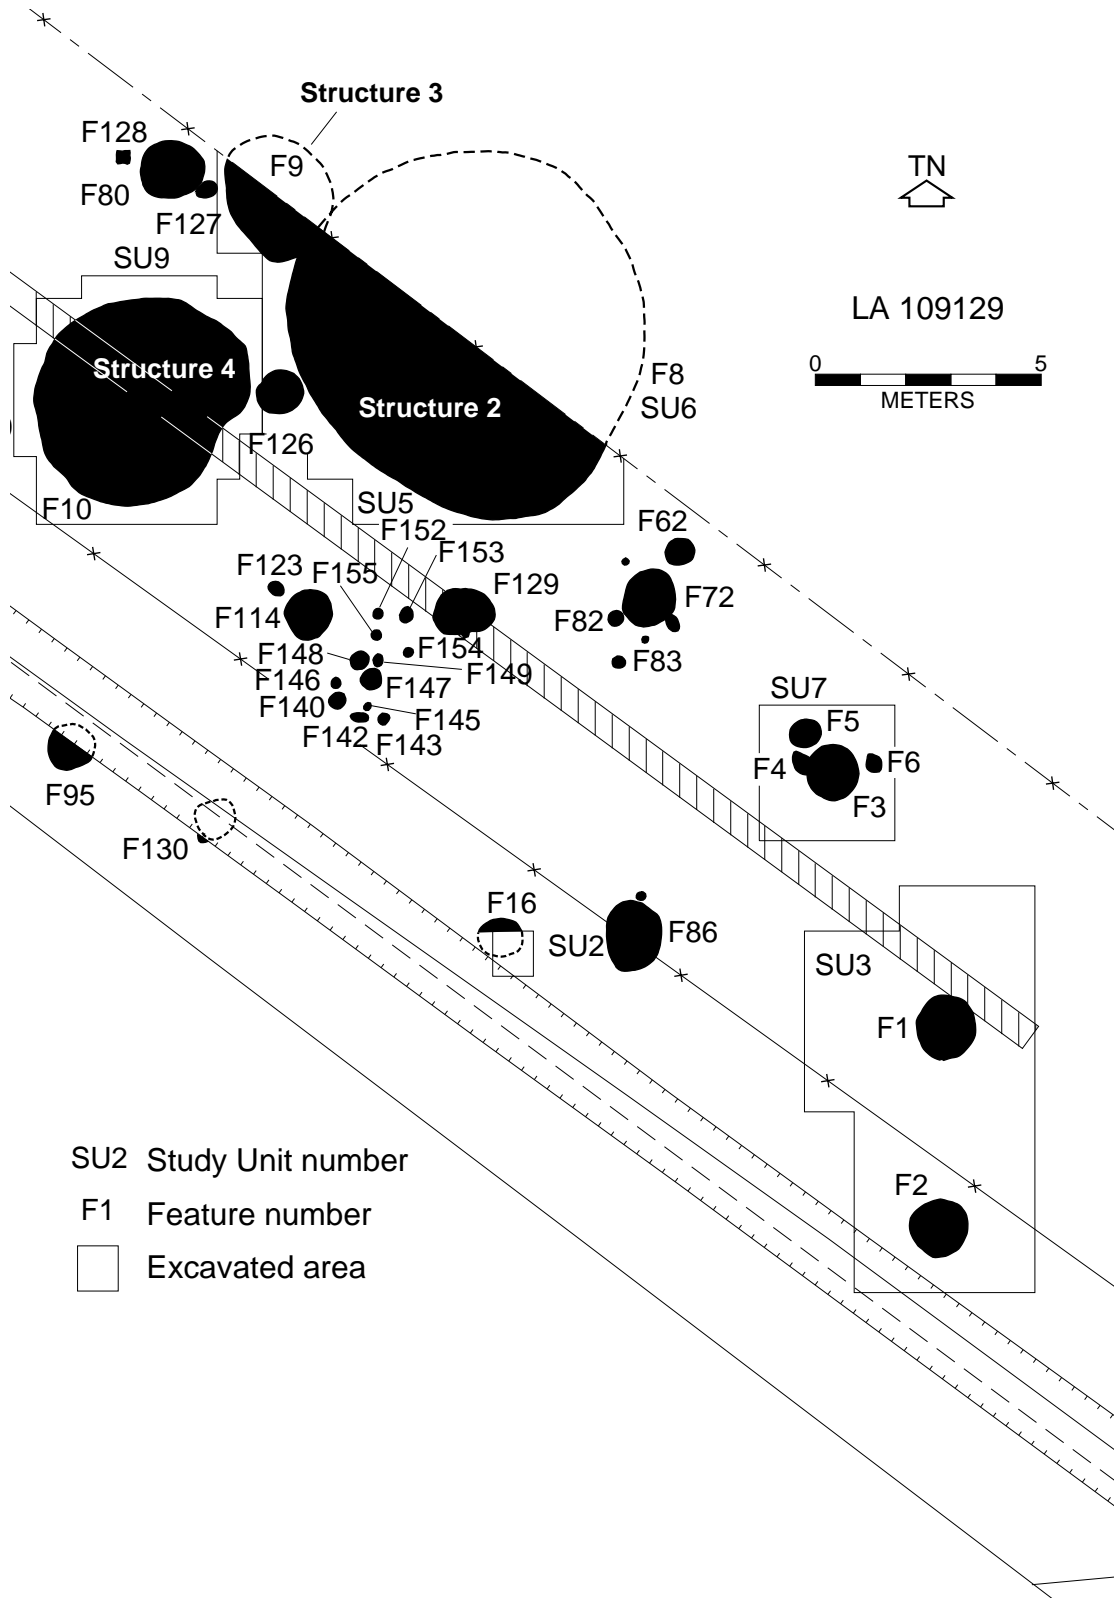 Structure 3
F128
F9
TN
F80
F127
SU9
LA 109129
0 5
METERS
Structure 4
F8
SU6
Structure 2
F126
F10
SU5
F152
F62
F153
F123
F155
F129
F72
F114
F82
F154
F148
F149
F83
F146
F147
SU7
F140
F145
F5
F142
F143
F4
F6
F95
F3
F130
F16
SU2
F86
SU3
F1
SU2 Study Unit number
F2
F1 Feature number
Excavated area